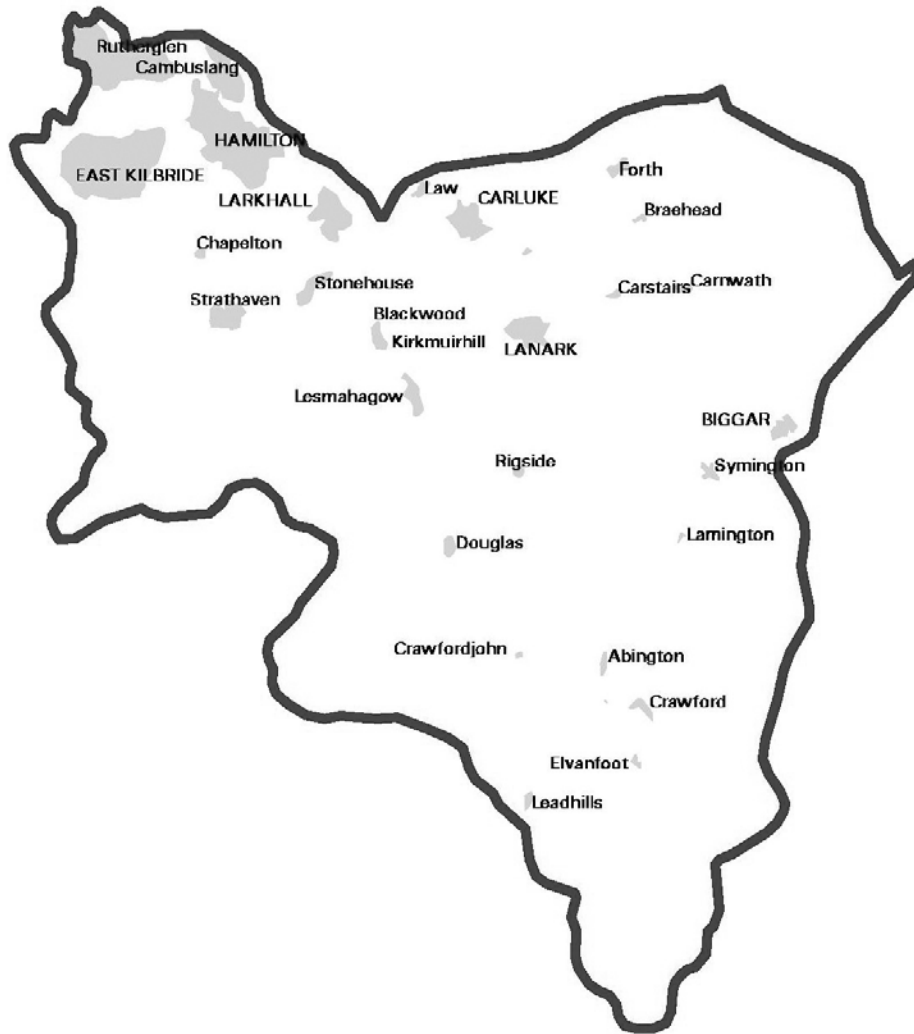 Rutherglen
Cambuslang
HAMILTON
EAST KILBRIDE
Law
Forth
LARKHALL
CARLUKE
Braehead
Chapelton
Stonehouse
Carstairs
Carnwath
Strathaven
Blackwood
Kirkmuirhill
LANARK
Lesmahagow
BIGGAR
Rigside
Symington
Douglas
Lamington
Crawfordjohn
Abington
Crawford
Elvanfoot
Leadhills